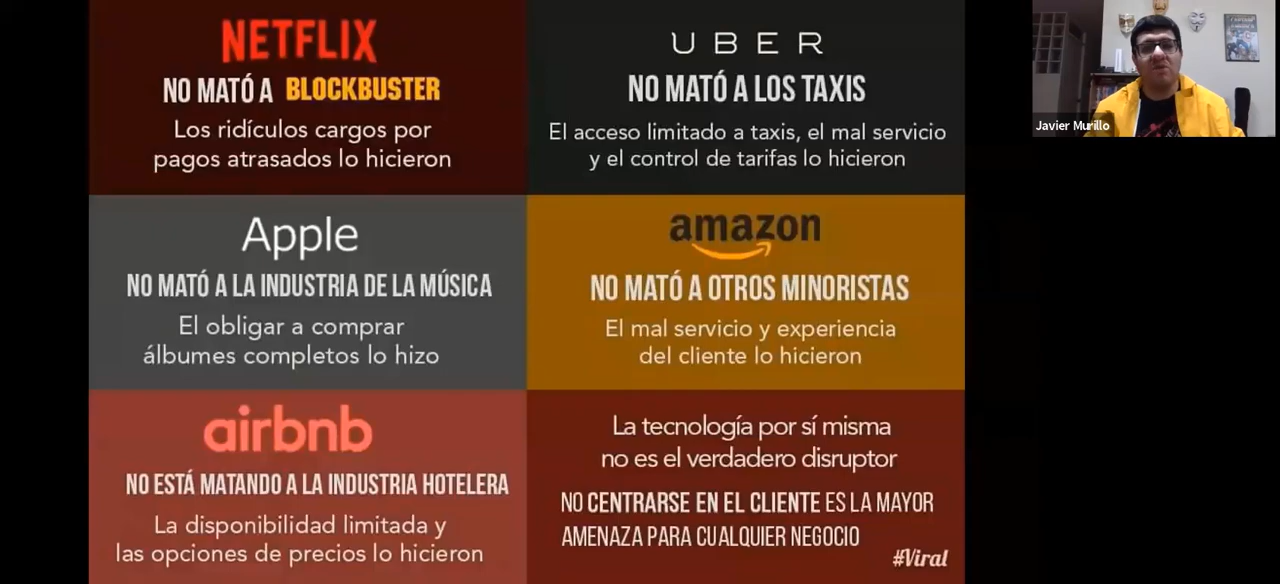 NETFLIX
NO MATÓ A BLOCKBUSTER
Los ridículos cargos por
pagos atrasados lo hicieron
UBER
NO MATÓ A LOS TAXIS
El acceso limitado a taxis, el mal servicio
y el control de tarifas lo hicieron
Apple
NO MATÓ A LA INDUSTRIA DE LA MÚSICA
El obligar a comprar
álbumes completos lo hizo
amazon
NO MATÓ A OTROS MINORISTAS
El mal servicio y experiencia
del cliente lo hicieron
airbnb
NO ESTÁ MATANDO A LA INDUSTRIA HOTELERA
La disponibilidad limitada y
las opciones de precios lo hicieron
La tecnología por sí misma
no es el verdadero disruptor
NO CENTRARSE EN EL CLIENTE ES LA MAYOR
AMENAZA PARA CUALQUIER NEGOCIO
#Viral
Javier Murillo